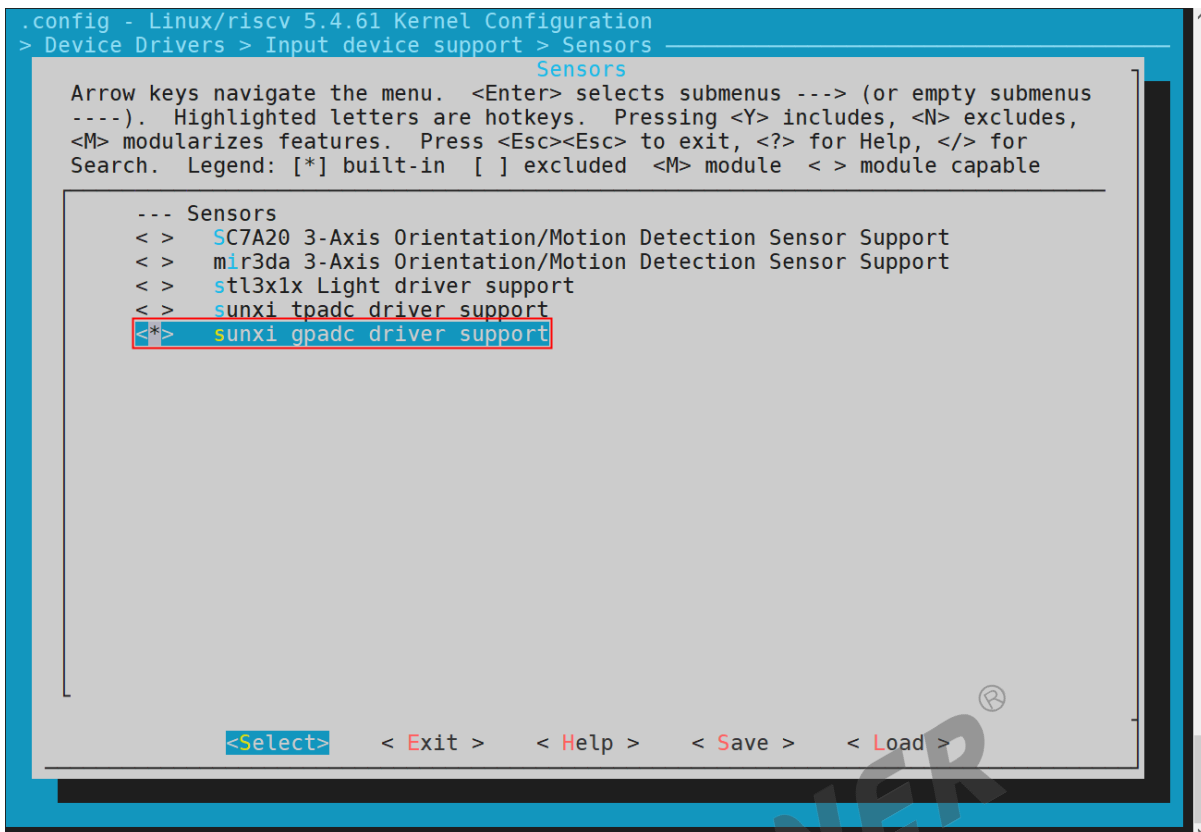 .config - Linux/riscv 5.4.61 Kernel Configuration
> Device Drivers > Input device support > Sensors
Sensors
Arrow keys navigate the menu.  <Enter> selects submenus ---> (or empty submenus
----).  Highlighted letters are hotkeys.  Pressing <Y> includes, <N> excludes,
<M> modularizes features.  Press <Esc><Esc> to exit, <?> for Help, </> for
Search.  Legend: [*] built-in  [ ] excluded  <M> module  < > module capable
--- Sensors
< >   SC7A20 3-Axis Orientation/Motion Detection Sensor Support
< >   mir3da 3-Axis Orientation/Motion Detection Sensor Support
< >   stl3x1x Light driver support
< >   sunxi tpadc driver support
<*>   sunxi gpadc driver support
<Select>    < Exit >    < Help >    < Save >    < Load >
®